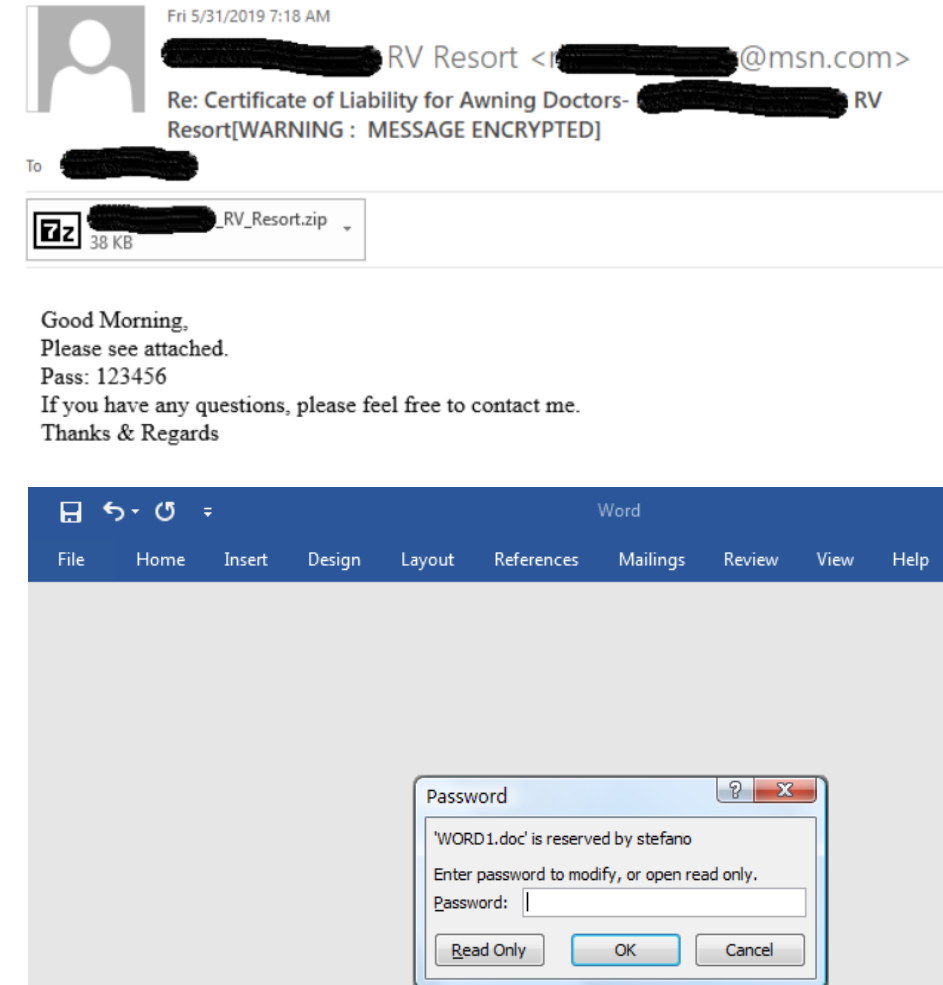 Fri 5/31/2019 7:18 AM
RV Resort < @msn.com>
Re: Certificate of Liability for Awning Doctors- RV
Resort[WARNING : MESSAGE ENCRYPTED]
To
7z
_RV_Resort.zip
38 KB
Good Morning,
Please see attached.
Pass: 123456
If you have any questions, please feel free to contact me.
Thanks & Regards
Word
File Home Insert Design Layout References Mailings Review View Help
Password
?
'WORD1.doc' is reserved by stefano
Enter password to modify, or open read only.
Password:
Read Only OK Cancel